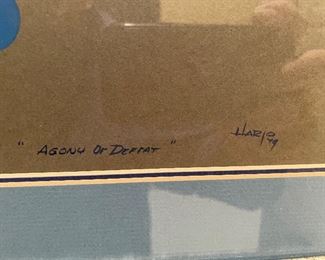 " AGONY OF DEFEAT "